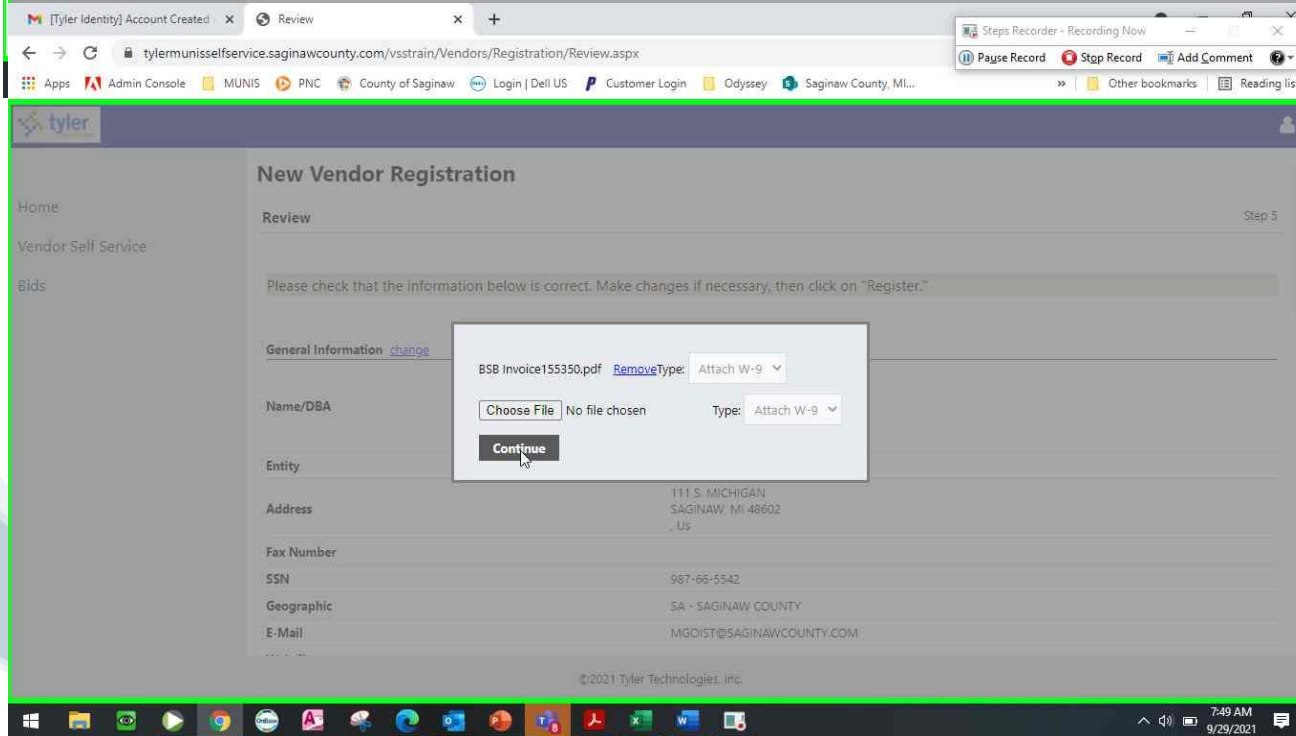 [Tyler Identity] Account Created
Review
Steps Recorder - Recording Now
tylermunisselfservice.saginawcounty.com/vsstrain/Vendors/Registration/Review.aspx
Pause Record Stop Record Add Comment
Apps Admin Console MUNIS PNC County of Saginaw Login | Dell US Customer Login Odyssey Saginaw County, MI... » Other bookmarks Reading lis
tyler
New Vendor Registration
Home
Review Step 5
Vendor Self Service
Bids
Please check that the information below is correct. Make changes if necessary, then click on "Register."
General Information change
BSB Invoice155350.pdf RemoveType: Attach W-9
Name/DBA
Choose File No file chosen Type: Attach W-9
Continue
Entity
Address
111 S. MICHIGAN
SAGINAW, MI 48602
, Us
Fax Number
SSN 987-66-5542
Geographic SA - SAGINAW COUNTY
E-Mail MGOIST@SAGINAWCOUNTY.COM
©2021 Tyler Technologies, Inc.
7:49 AM
9/29/2021